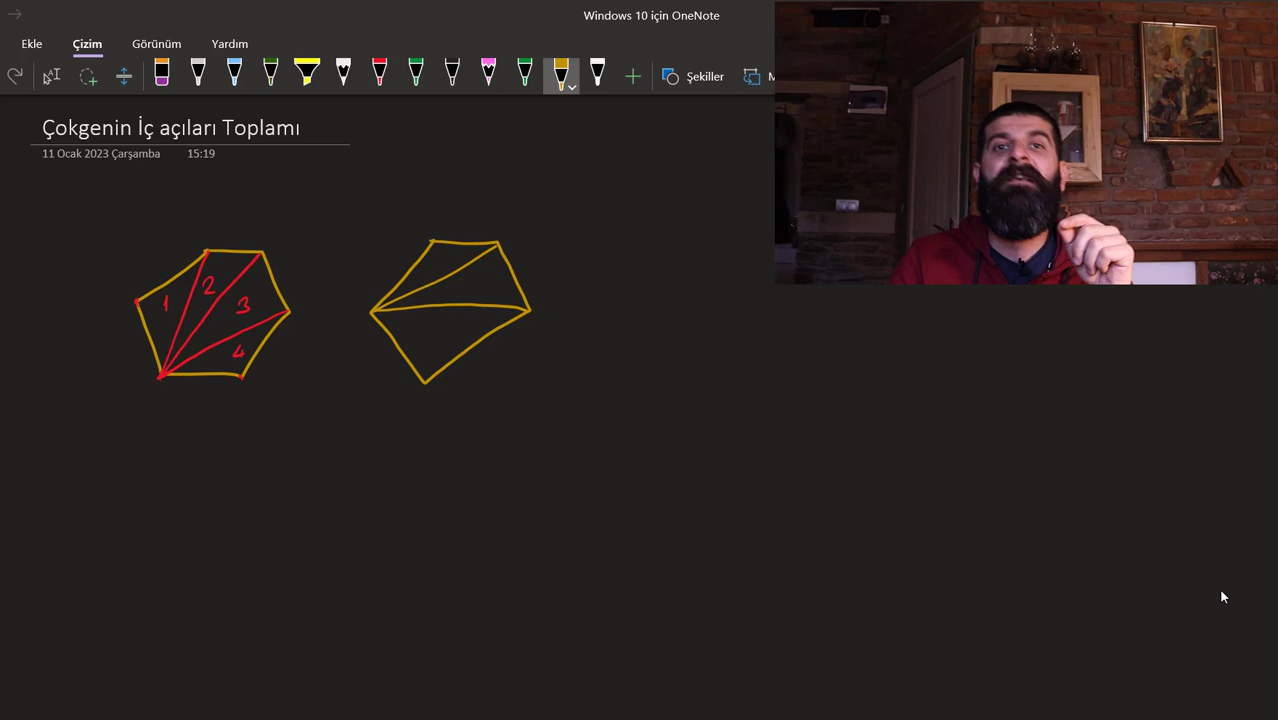 Windows 10 için OneNote
Ekle Çizim Görünüm Yardım
Şekiller M
Çokgenin İç açıları Toplamı
11 Ocak 2023 Çarşamba 15:19
1 2 3 4